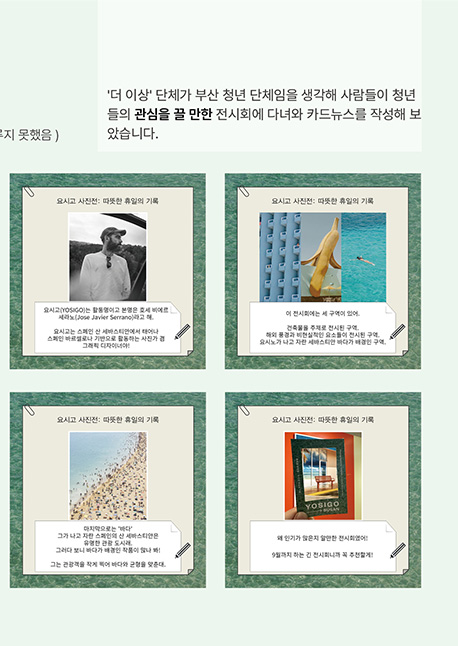 '더 이상' 단체가 부산 청년 단체임을 생각해 사람들이 청년
들의 관심을 끌 만한 전시회에 다녀와 카드뉴스를 작성해 보
았습니다.
루지 못했음 )
요시고 사진전: 따뜻한 휴일의 기록
요시고(YOSIGO)는 활동명이고 본명은 호세 비에르
세라노(Jose Javier Serrano)라고 해.
요시고는 스페인 산 세바스티안에서 태어나
스페인 바르셀로나 기반으로 활동하는 사진가 겸
그래픽 디자이너야!
요시고 사진전: 따뜻한 휴일의 기록
이 전시회에는 세 구역이 있어.
건축물을 주제로 전시된 구역,
해외 풍경과 비현실적인 요소들이 전시된 구역,
요시노가 나고 자란 세바스티안 바다가 배경인 구역.
요시고 사진전: 따뜻한 휴일의 기록
마지막으로는 '바다'
그가 나고 자란 스페인의 산 세바스티안은
유명한 관광 도시래.
그러다 보니 바다가 배경인 작품이 많나 봐!
그는 관광객을 작게 찍어 바다와 균형을 맞춘대.
요시고 사진전: 따뜻한 휴일의 기록
YOSIGO
BUSAN
왜 인기가 많은지 알만한 전시회였어!
9월까지 하는 긴 전시회니까 꼭 추천할게!